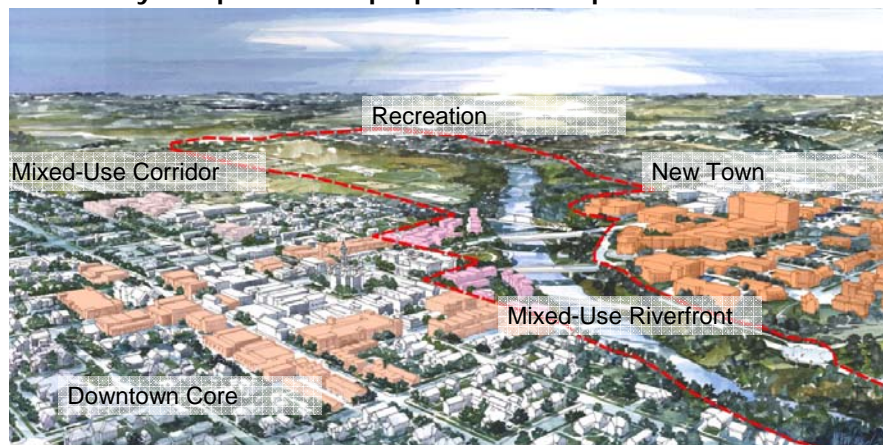 Recreation
Mixed-Use Corridor
New Town
Mixed-Use Riverfront
Downtown Core